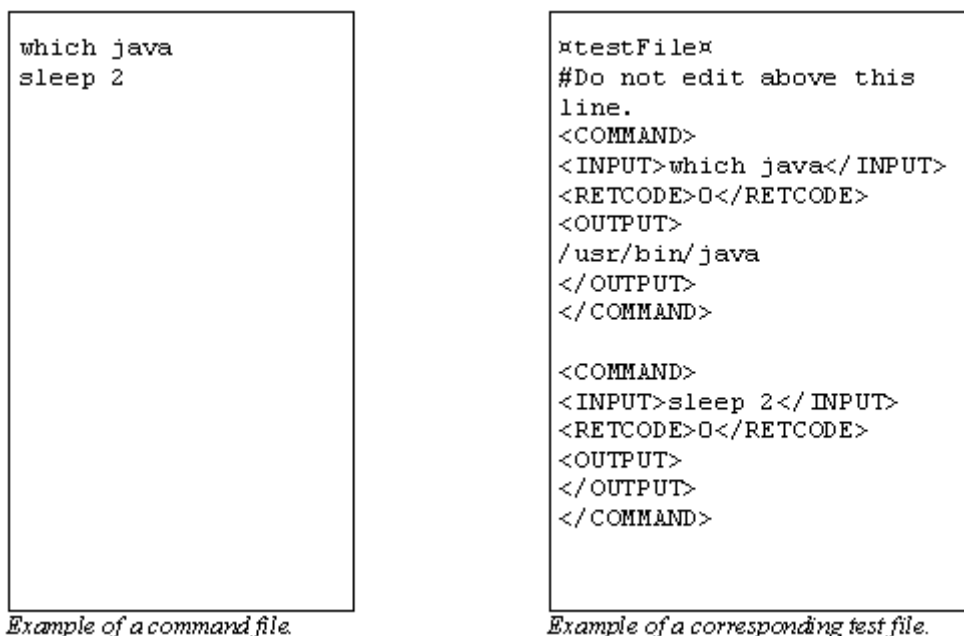 which java
sleep 2
Example of a command file.
¤testFile¤
#Do not edit above this
line.
<COMMAND>
<INPUT>which java</INPUT>
<RETCODE>0</RETCODE>
<OUTPUT>
/usr/bin/java
</OUTPUT>
</COMMAND>
<COMMAND>
<INPUT>sleep 2</INPUT>
<RETCODE>0</RETCODE>
<OUTPUT>
</OUTPUT>
</COMMAND>
Example of a corresponding test file.